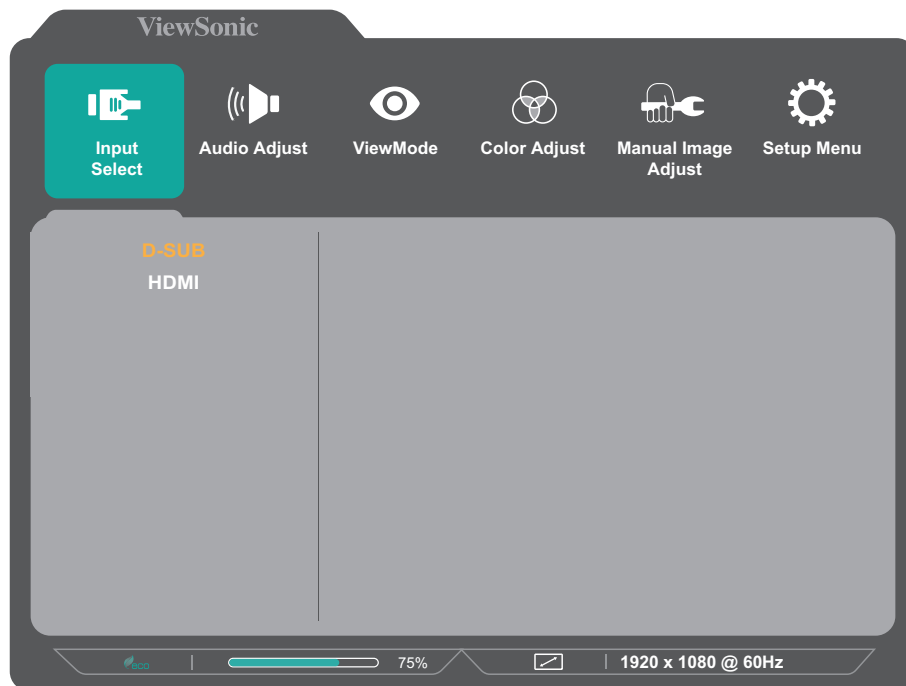 ViewSonic
Input
Select
Audio Adjust
ViewMode
Color Adjust
Manual Image
Adjust
Setup Menu
D-SUB
HDMI
ECO
75%
1920 x 1080 @ 60Hz